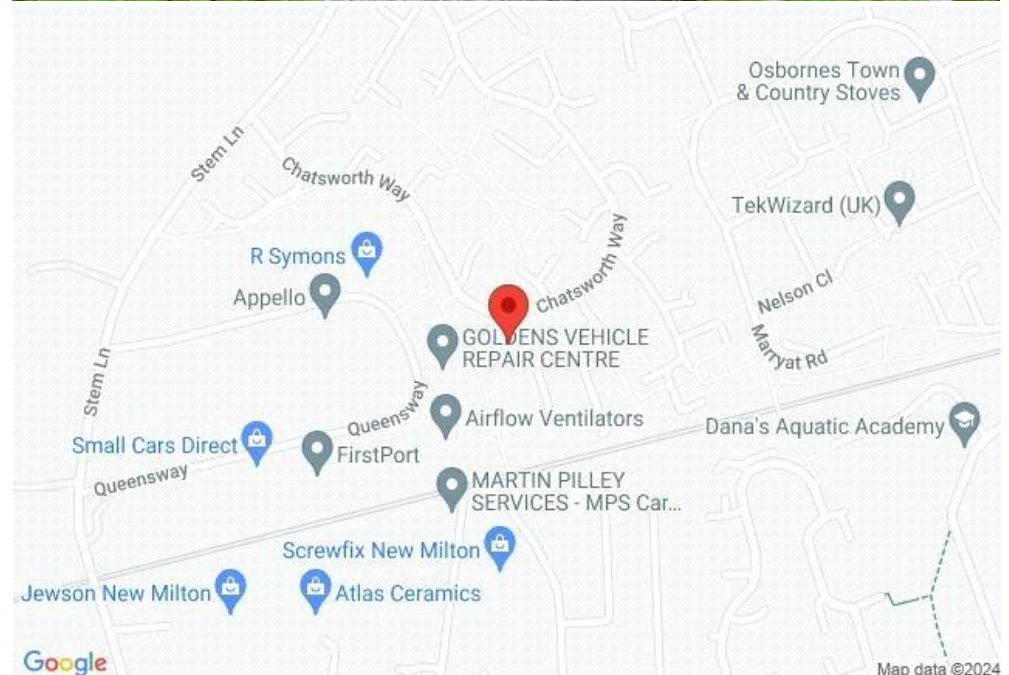 Osbornes Town
& Country Stoves
Stem Ln
Chatsworth Way
TekWizard (UK)
R Symons
Chatsworth Way
Appello
Nelson Cl
GOLDENS VEHICLE
REPAIR CENTRE
Marryat Rd
Stem Ln
Queensway
Airflow Ventilators
Dana's Aquatic Academy
Small Cars Direct
FirstPort
Queensway
MARTIN PILLEY
SERVICES - MPS Car...
Screwfix New Milton
Jewson New Milton
Atlas Ceramics
Google
Map data ©2024